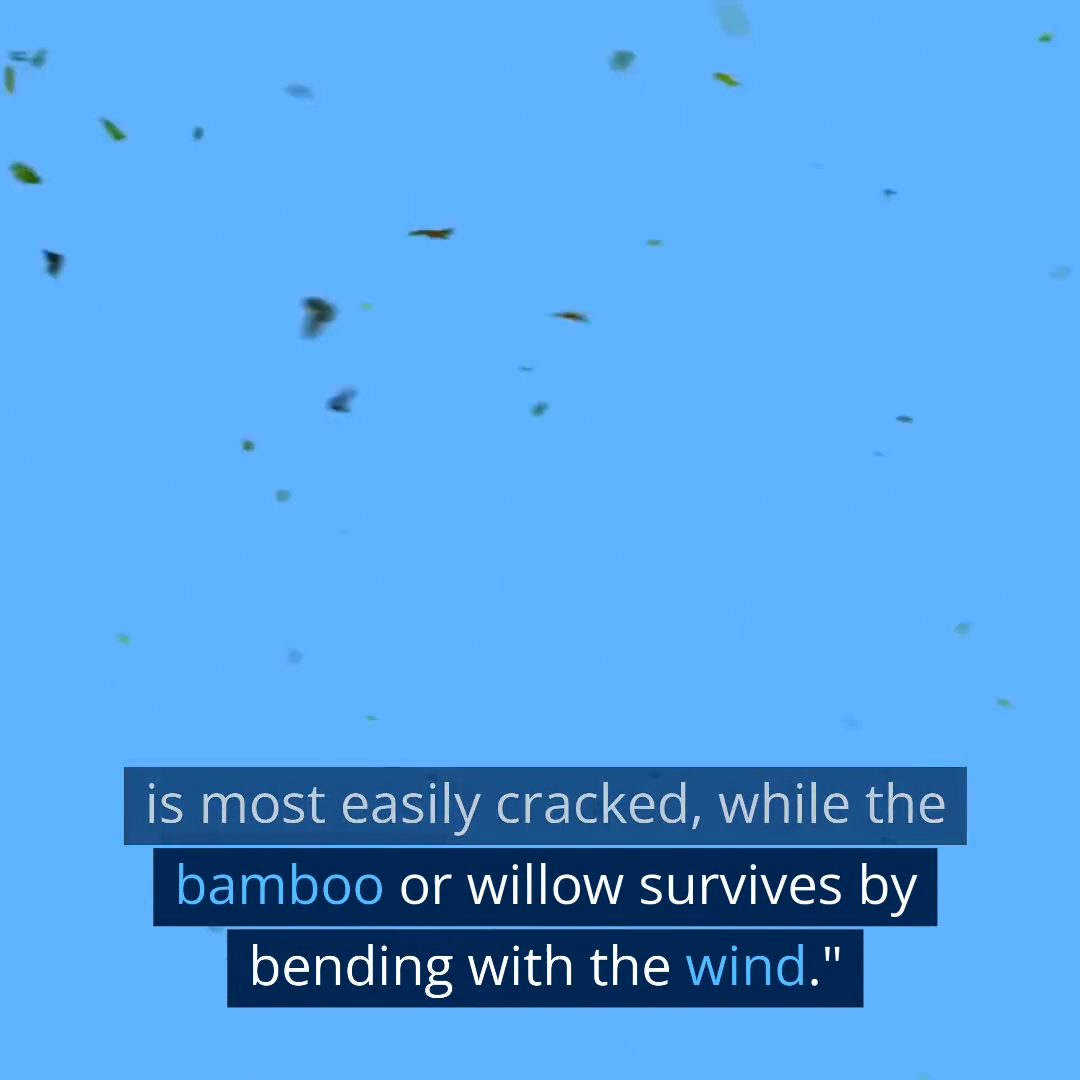 is most easily cracked, while the
bamboo or willow survives by
bending with the wind."